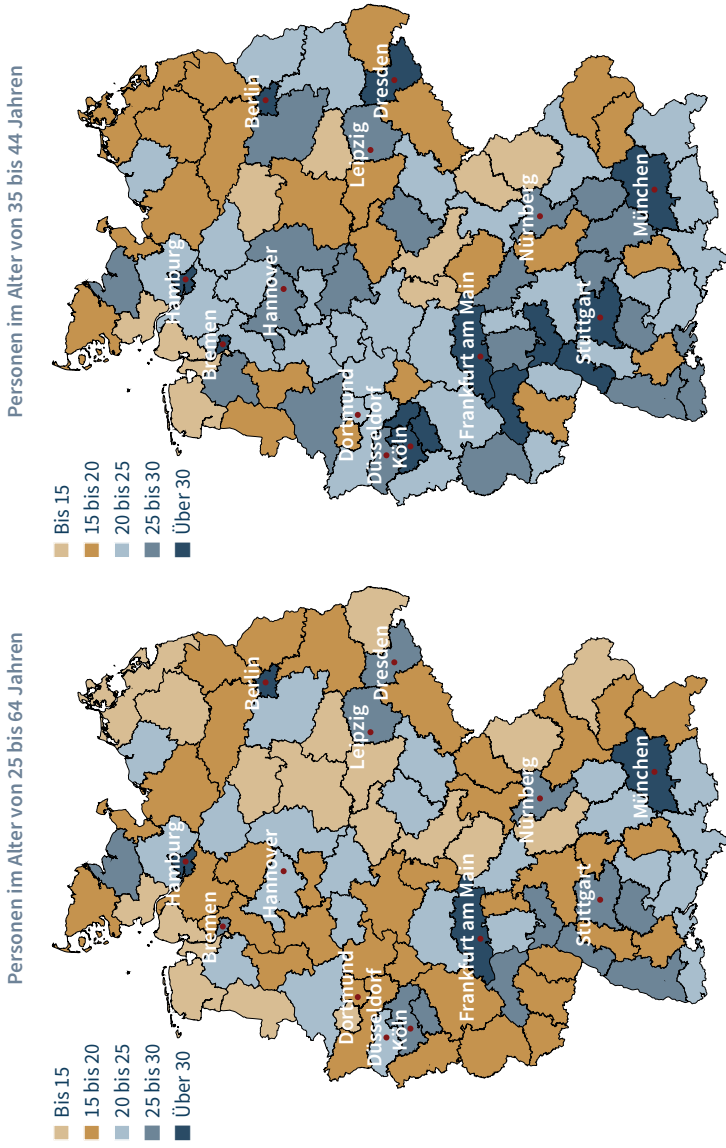 Personen im Alter von 25 bis 64 Jahren
Bis 15
15 bis 20
20 bis 25
25 bis 30
Über 30
Hamburg
Bremen
Berlin
Hannover
Dortmund
Düsseldorf
Köln
Leipzig
Dresden
Frankfurt am Main
Nürnberg
Stuttgart
München
Personen im Alter von 35 bis 44 Jahren
Bis 15
15 bis 20
20 bis 25
25 bis 30
Über 30
Hamburg
Bremen
Berlin
Hannover
Dortmund
Düsseldorf
Köln
Leipzig
Dresden
Frankfurt am Main
Nürnberg
Stuttgart
München